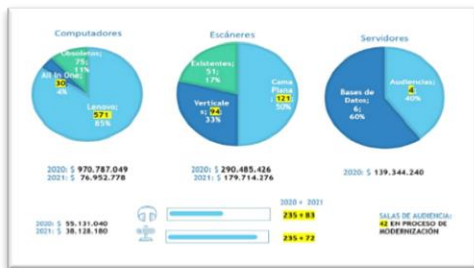 Computadores
Obsoletos;
75;
11%
All In One;
30
4%
Lenovo;
571
85%
2020: $ 970.787.049
2021: $ 76.952.778
Escáneres
Existentes;
51;
17%
Verticale
s; 94
33%
Cama
Plana
; 121
50%
2020: $ 290.485.426
2021: $ 179.714.276
Servidores
Bases de
Datos;
6;
60%
Audiencias;
4
40%
2020: $ 139.344.240
2020: $ 55.131.040
2021: $ 38.128.180
2020 + 2021
235 + 83
235 + 72
SALAS DE AUDIENCIA:
42 EN PROCESO DE
MODERNIZACIÓN